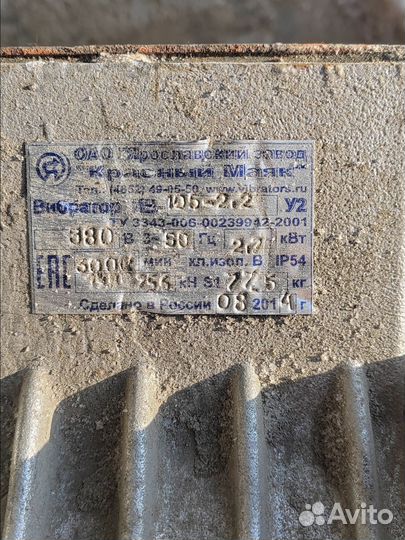 ОАО "Ярославский завод
"Красный Маяк"
Тел.: (4852) 49-05-50, www.vibrators.ru
Вибратор 105-2,2 У2
ТУ 3343-006-00239942-2001
380 В 3~ 50 Гц 2,2 кВт
3000 мин кл.изол. В IP54
EAC кН S1 кг
Сделано в России 08 2014 г
Avito